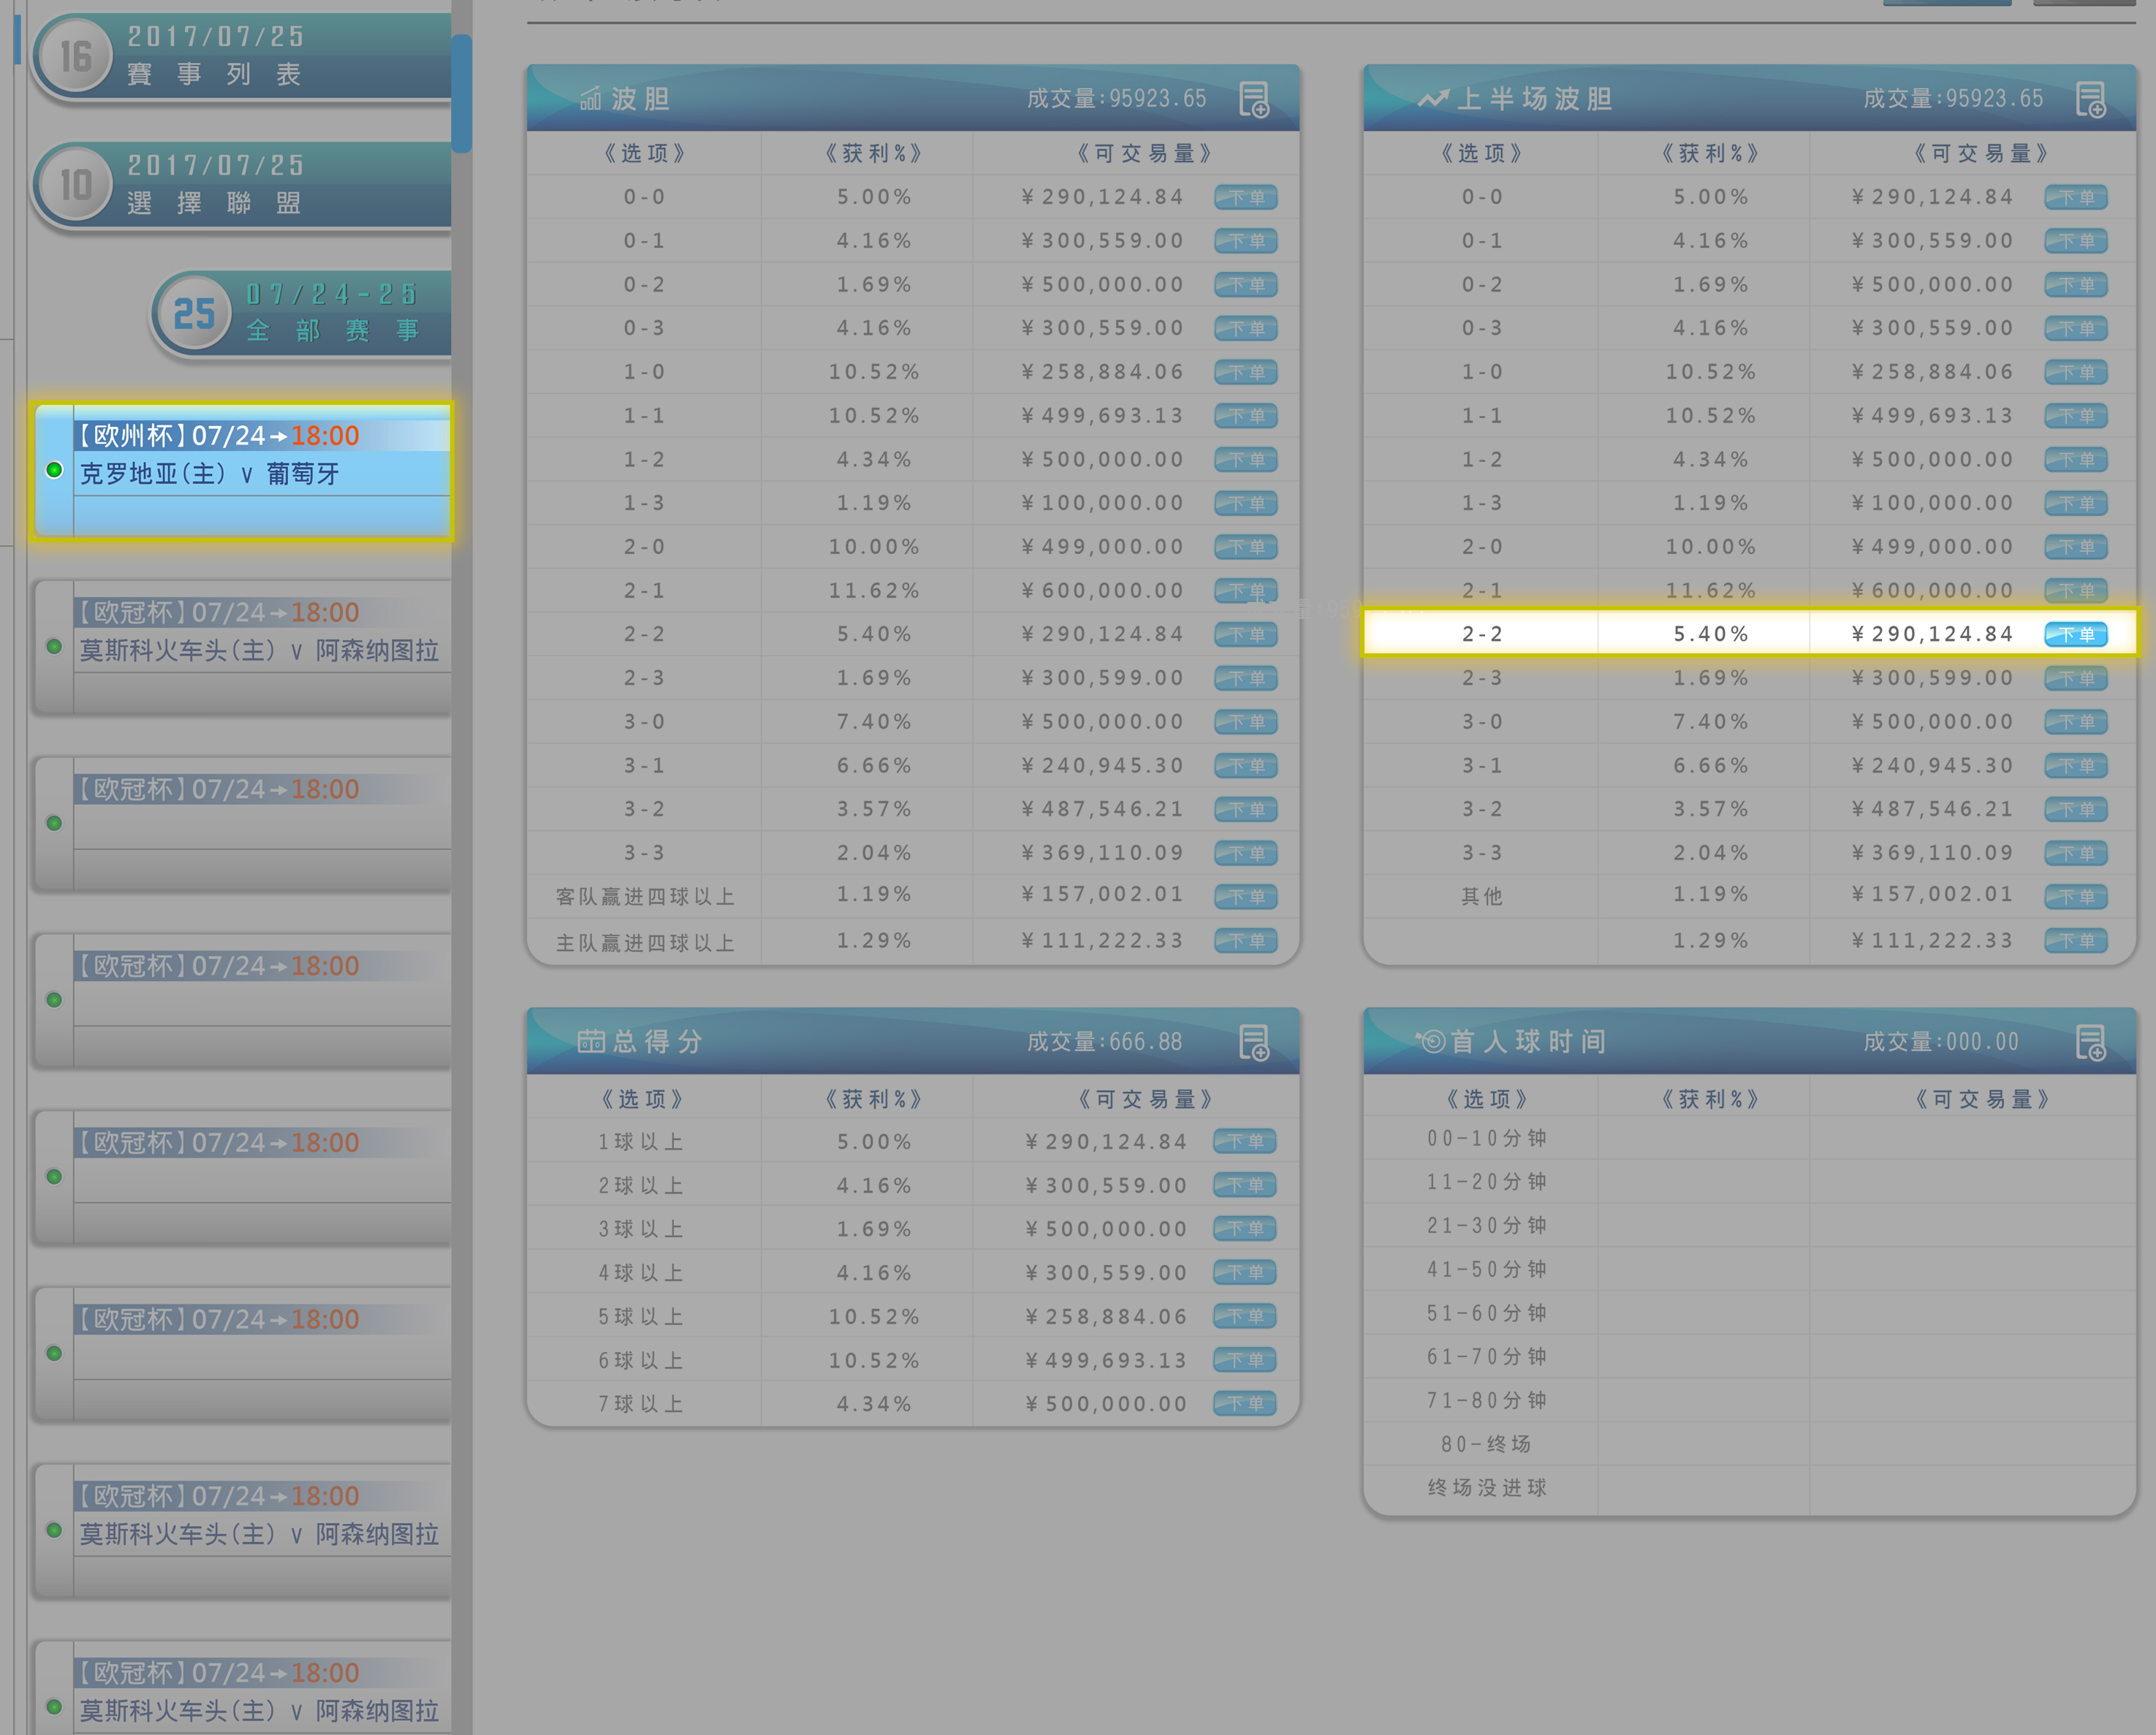 16
2017/07/25
賽事列表
10
2017/07/25
選擇聯盟
25
07/24-25
全部赛事
【欧州杯】07/24→18:00
克罗地亚(主) v 葡萄牙
【欧冠杯】07/24→18:00
莫斯科火车头(主) v 阿森纳图拉
【欧冠杯】07/24→18:00
【欧冠杯】07/24→18:00
【欧冠杯】07/24→18:00
【欧冠杯】07/24→18:00
【欧冠杯】07/24→18:00
莫斯科火车头(主) v 阿森纳图拉
【欧冠杯】07/24→18:00
莫斯科火车头(主) v 阿森纳图拉
波胆 成交量:95923.65
《选项》 《获利%》 《可交易量》
0-0 5.00% ¥290,124.84 下单
0-1 4.16% ¥300,559.00 下单
0-2 1.69% ¥500,000.00 下单
0-3 4.16% ¥300,559.00 下单
1-0 10.52% ¥258,884.06 下单
1-1 10.52% ¥499,693.13 下单
1-2 4.34% ¥500,000.00 下单
1-3 1.19% ¥100,000.00 下单
2-0 10.00% ¥499,000.00 下单
2-1 11.62% ¥600,000.00 下单
2-2 5.40% ¥290,124.84 下单
2-3 1.69% ¥300,599.00 下单
3-0 7.40% ¥500,000.00 下单
3-1 6.66% ¥240,945.30 下单
3-2 3.57% ¥487,546.21 下单
3-3 2.04% ¥369,110.09 下单
客队赢进四球以上 1.19% ¥157,002.01 下单
主队赢进四球以上 1.29% ¥111,222.33 下单
上半场波胆 成交量:95923.65
《选项》 《获利%》 《可交易量》
0-0 5.00% ¥290,124.84 下单
0-1 4.16% ¥300,559.00 下单
0-2 1.69% ¥500,000.00 下单
0-3 4.16% ¥300,559.00 下单
1-0 10.52% ¥258,884.06 下单
1-1 10.52% ¥499,693.13 下单
1-2 4.34% ¥500,000.00 下单
1-3 1.19% ¥100,000.00 下单
2-0 10.00% ¥499,000.00 下单
2-1 11.62% ¥600,000.00 下单
2-2 5.40% ¥290,124.84 下单
2-3 1.69% ¥300,599.00 下单
3-0 7.40% ¥500,000.00 下单
3-1 6.66% ¥240,945.30 下单
3-2 3.57% ¥487,546.21 下单
3-3 2.04% ¥369,110.09 下单
其他 1.19% ¥157,002.01 下单
1.29% ¥111,222.33 下单
总得分 成交量:666.88
《选项》 《获利%》 《可交易量》
1球以上 5.00% ¥290,124.84 下单
2球以上 4.16% ¥300,559.00 下单
3球以上 1.69% ¥500,000.00 下单
4球以上 4.16% ¥300,559.00 下单
5球以上 10.52% ¥258,884.06 下单
6球以上 10.52% ¥499,693.13 下单
7球以上 4.34% ¥500,000.00 下单
首人球时间 成交量:000.00
《选项》 《获利%》 《可交易量》
00-10分钟
11-20分钟
21-30分钟
41-50分钟
51-60分钟
61-70分钟
71-80分钟
80-终场
终场没进球